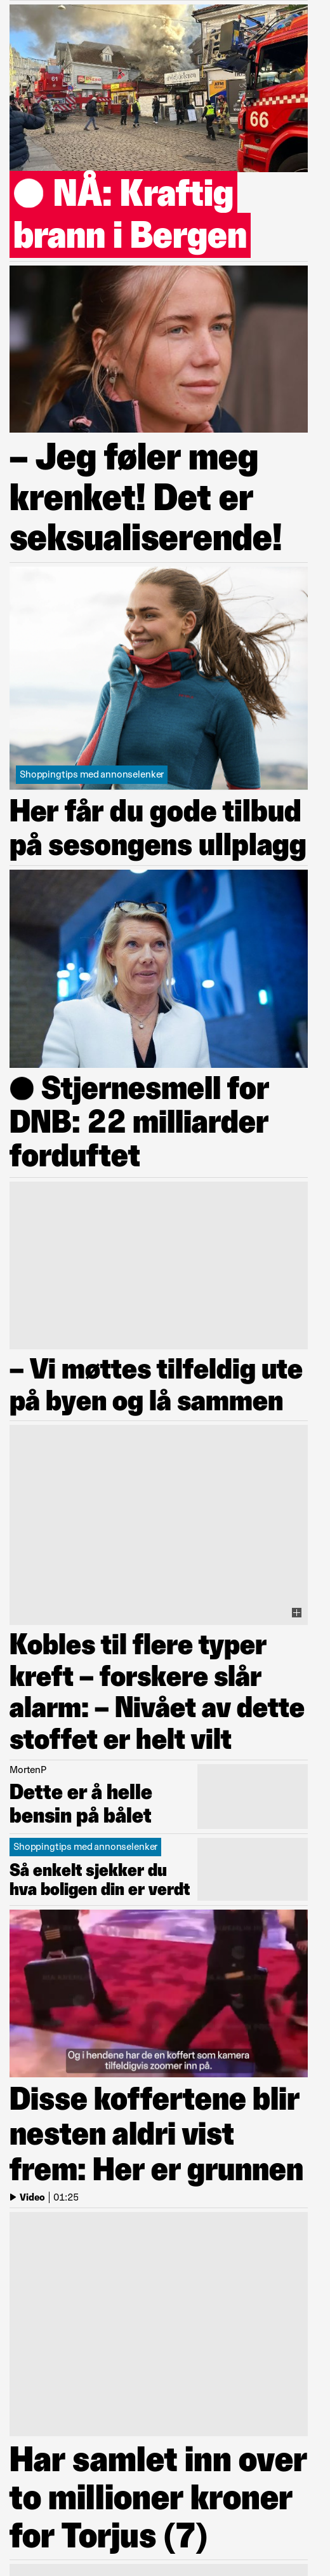 61
66
NÅ: Kraftig
brann i Bergen
– Jeg føler meg
krenket! Det er
seksualiserende!
Shoppingtips med annonselenker
Her får du gode tilbud
på sesongens ullplagg
Stjernesmell for
DNB: 22 milliarder
forduftet
– Vi møttes tilfeldig ute
på byen og lå sammen
Kobles til flere typer
kreft – forskere slår
alarm: – Nivået av dette
stoffet er helt vilt
MortenP
Dette er å helle
bensin på bålet
Shoppingtips med annonselenker
Så enkelt sjekker du
hva boligen din er verdt
Og i hendene har de en koffert som kamera
tilfeldigvis zoomer inn på.
Disse koffertene blir
nesten aldri vist
frem: Her er grunnen
Video | 01:25
Har samlet inn over
to millioner kroner
for Torjus (7)